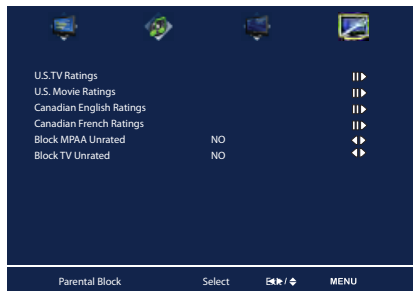 U.S.TV Ratings
U.S. Movie Ratings
Canadian English Ratings
Canadian French Ratings
Block MPAA Unrated NO
Block TV Unrated NO
Parental Block Select MENU